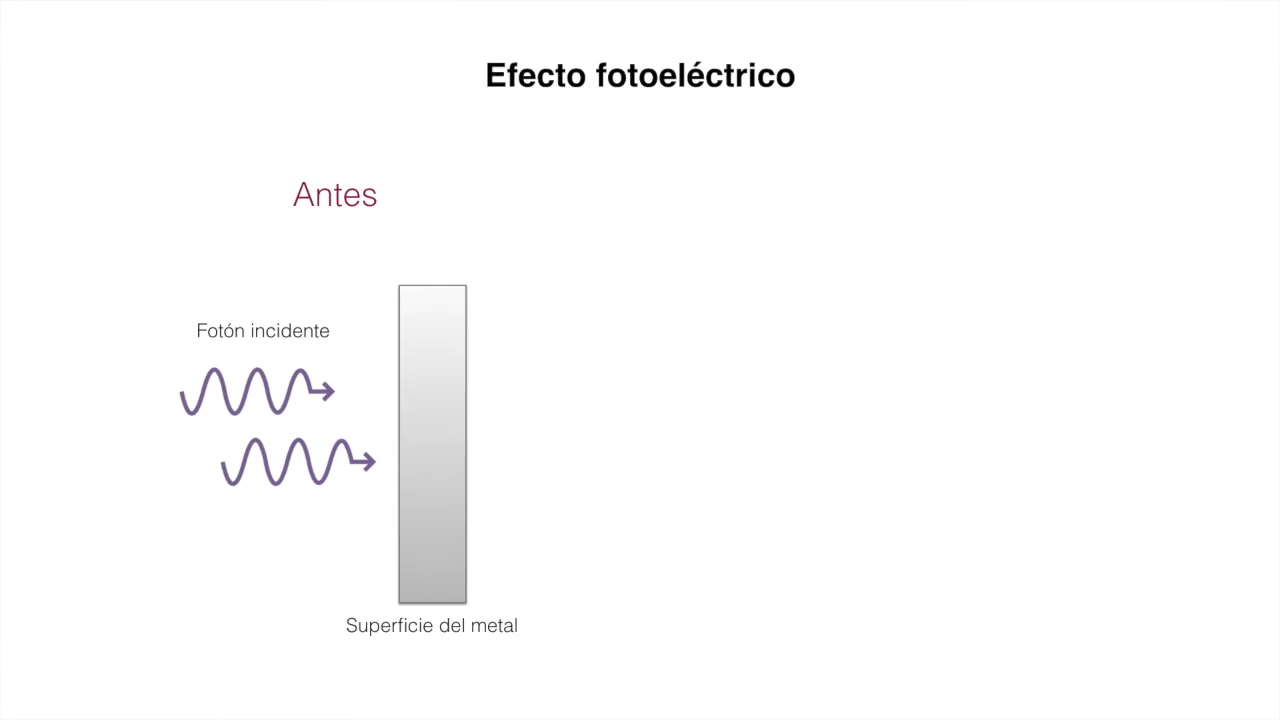 Efecto fotoeléctrico
Antes
Fotón incidente
Superficie del metal